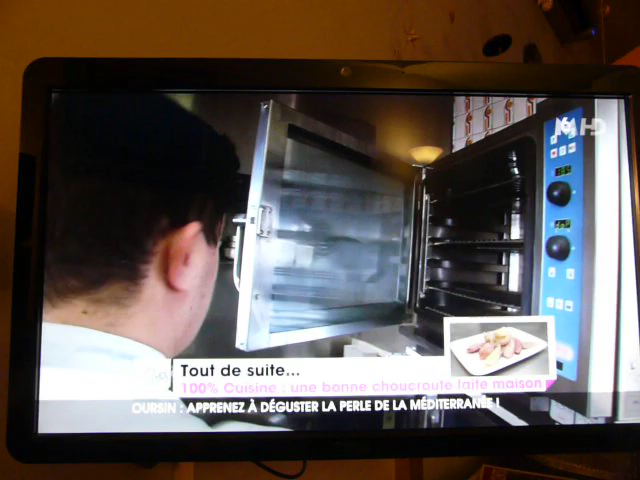 M6 HD
Tout de suite...
100% Cuisine : une bonne choucroute faite maison
OURSIN : APPRENEZ À DÉGUSTER LA PERLE DE LA MÉDITERRANÉE !